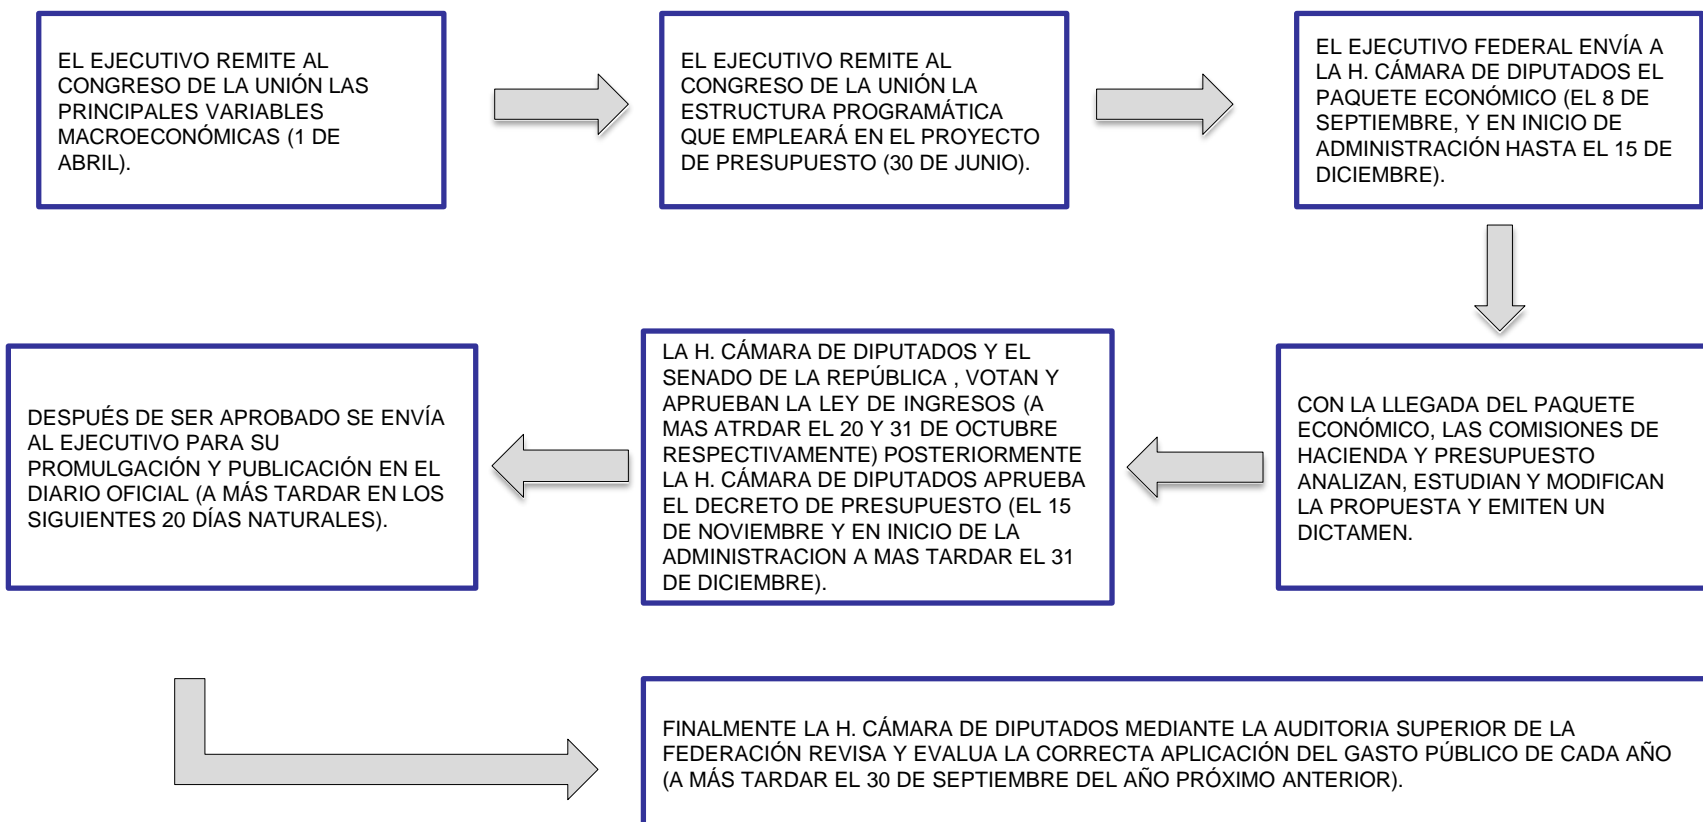 EL EJECUTIVO REMITE AL
CONGRESO DE LA UNIÓN LAS
PRINCIPALES VARIABLES
MACROECONÓMICAS (1 DE
ABRIL).
EL EJECUTIVO REMITE AL
CONGRESO DE LA UNIÓN LA
ESTRUCTURA PROGRAMÁTICA
QUE EMPLEARÁ EN EL PROYECTO
DE PRESUPUESTO (30 DE JUNIO).
EL EJECUTIVO FEDERAL ENVÍA A
LA H. CÁMARA DE DIPUTADOS EL
PAQUETE ECONÓMICO (EL 8 DE
SEPTIEMBRE, Y EN INICIO DE
ADMINISTRACIÓN HASTA EL 15 DE
DICIEMBRE).
CON LA LLEGADA DEL PAQUETE
ECONÓMICO, LAS COMISIONES DE
HACIENDA Y PRESUPUESTO
ANALIZAN, ESTUDIAN Y MODIFICAN
LA PROPUESTA Y EMITEN UN
DICTAMEN.
LA H. CÁMARA DE DIPUTADOS Y EL
SENADO DE LA REPÚBLICA , VOTAN Y
APRUEBAN LA LEY DE INGRESOS (A
MAS ATRDAR EL 20 Y 31 DE OCTUBRE
RESPECTIVAMENTE) POSTERIORMENTE
LA H. CÁMARA DE DIPUTADOS APRUEBA
EL DECRETO DE PRESUPUESTO (EL 15
DE NOVIEMBRE Y EN INICIO DE LA
ADMINISTRACION A MAS TARDAR EL 31
DE DICIEMBRE).
DESPUÉS DE SER APROBADO SE ENVÍA
AL EJECUTIVO PARA SU
PROMULGACIÓN Y PUBLICACIÓN EN EL
DIARIO OFICIAL (A MÁS TARDAR EN LOS
SIGUIENTES 20 DÍAS NATURALES).
FINALMENTE LA H. CÁMARA DE DIPUTADOS MEDIANTE LA AUDITORIA SUPERIOR DE LA
FEDERACIÓN REVISA Y EVALUA LA CORRECTA APLICACIÓN DEL GASTO PÚBLICO DE CADA AÑO
(A MÁS TARDAR EL 30 DE SEPTIEMBRE DEL AÑO PRÓXIMO ANTERIOR).